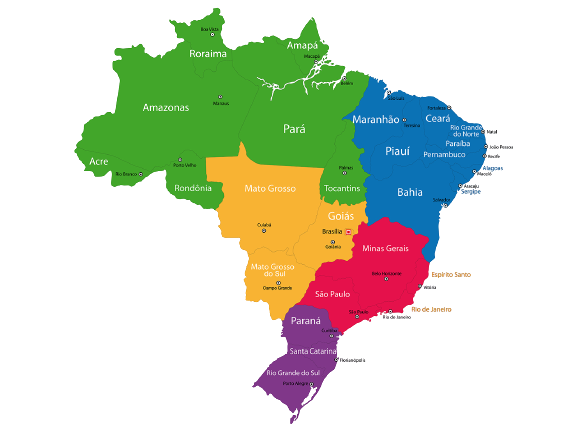 Boa Vista
Roraima
Amapá
Macapá
Belém
Amazonas
Manaus
Pará
São Luís
Maranhão
Teresina
Fortaleza
Ceará
Rio Grande
do Norte
Natal
Piauí
Paraíba
João Pessoa
Pernambuco
Recife
Acre
Rio Branco
Porto Velho
Rondônia
Mato Grosso
Palmas
Tocantins
Alagoas
Maceió
Aracaju
Sergipe
Bahia
Salvador
Goiás
Cuiabá
Brasília
Goiânia
Minas Gerais
Mato Grosso
do Sul
Campo Grande
Belo Horizonte
Espírito Santo
Vitória
São Paulo
São Paulo
Rio de Janeiro
Rio de Janeiro
Paraná
Curitiba
Santa Catarina
Florianopolis
Rio Grande do Sul
Porto Alegre